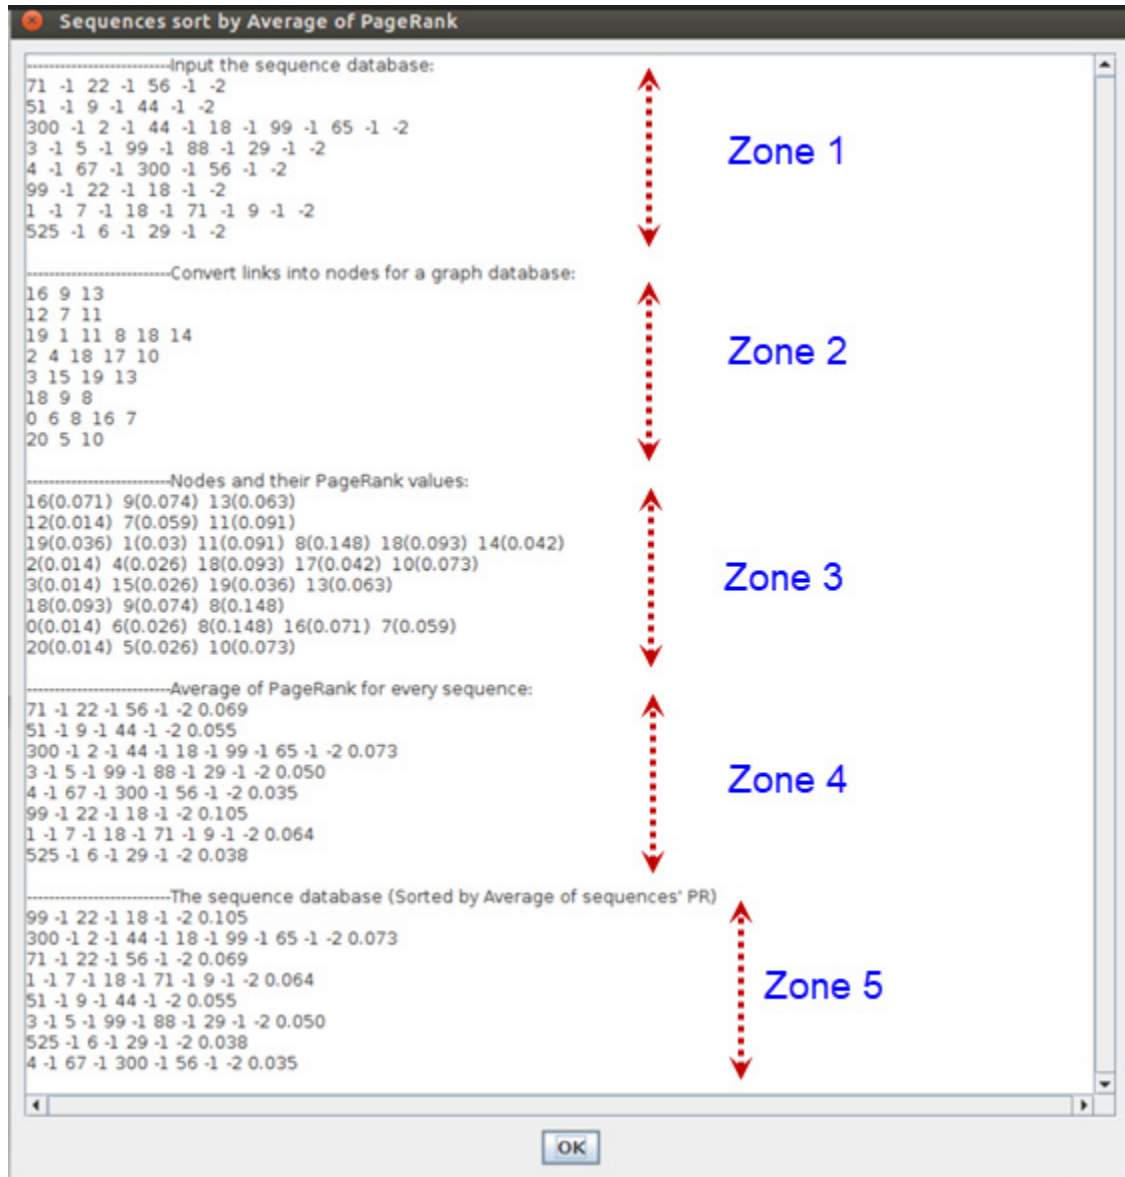 Sequences sort by Average of PageRank
--------------------------Input the sequence database:
71 -1 22 -1 56 -1 -2
51 -1 9 -1 44 -1 -2
300 -1 2 -1 44 -1 18 -1 99 -1 65 -1 -2
3 -1 5 -1 99 -1 88 -1 29 -1 -2
4 -1 67 -1 300 -1 56 -1 -2
99 -1 22 -1 18 -1 -2
1 -1 7 -1 18 -1 71 -1 9 -1 -2
525 -1 6 -1 29 -1 -2
Zone 1
--------------------------Convert links into nodes for a graph database:
16 9 13
12 7 11
19 1 11 8 18 14
2 4 18 17 10
3 15 19 13
18 9 8
0 6 8 16 7
20 5 10
Zone 2
--------------------------Nodes and their PageRank values:
16(0.071) 9(0.074) 13(0.063)
12(0.014) 7(0.059) 11(0.091)
19(0.036) 1(0.03) 11(0.091) 8(0.148) 18(0.093) 14(0.042)
2(0.014) 4(0.026) 18(0.093) 17(0.042) 10(0.073)
3(0.014) 15(0.026) 19(0.036) 13(0.063)
18(0.093) 9(0.074) 8(0.148)
0(0.014) 6(0.026) 8(0.148) 16(0.071) 7(0.059)
20(0.014) 5(0.026) 10(0.073)
Zone 3
--------------------------Average of PageRank for every sequence:
71 -1 22 -1 56 -1 -2 0.069
51 -1 9 -1 44 -1 -2 0.055
300 -1 2 -1 44 -1 18 -1 99 -1 65 -1 -2 0.073
3 -1 5 -1 99 -1 88 -1 29 -1 -2 0.050
4 -1 67 -1 300 -1 56 -1 -2 0.035
99 -1 22 -1 18 -1 -2 0.105
1 -1 7 -1 18 -1 71 -1 9 -1 -2 0.064
525 -1 6 -1 29 -1 -2 0.038
Zone 4
--------------------------The sequence database (Sorted by Average of sequences' PR)
99 -1 22 -1 18 -1 -2 0.105
300 -1 2 -1 44 -1 18 -1 99 -1 65 -1 -2 0.073
71 -1 22 -1 56 -1 -2 0.069
1 -1 7 -1 18 -1 71 -1 9 -1 -2 0.064
51 -1 9 -1 44 -1 -2 0.055
3 -1 5 -1 99 -1 88 -1 29 -1 -2 0.050
525 -1 6 -1 29 -1 -2 0.038
4 -1 67 -1 300 -1 56 -1 -2 0.035
Zone 5
OK